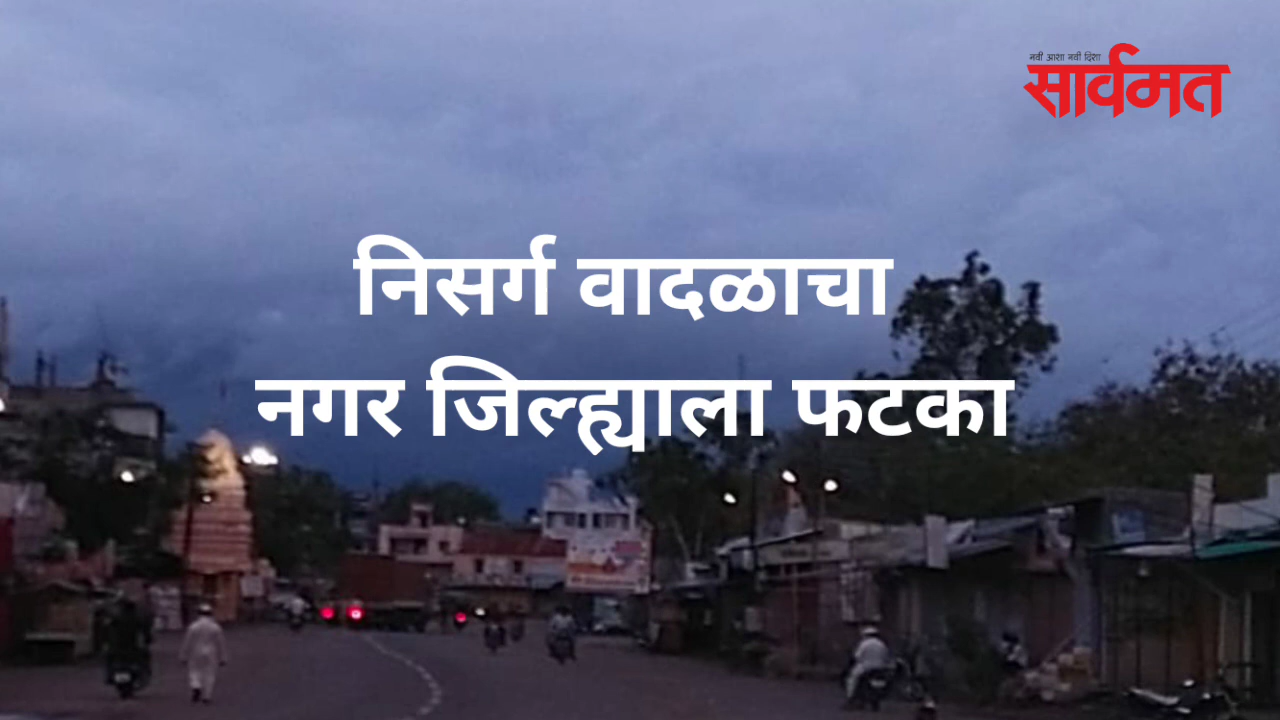 नवी आशा नवी दिशा
सार्वमत
निसर्ग वादळाचा
नगर जिल्ह्याला फटका